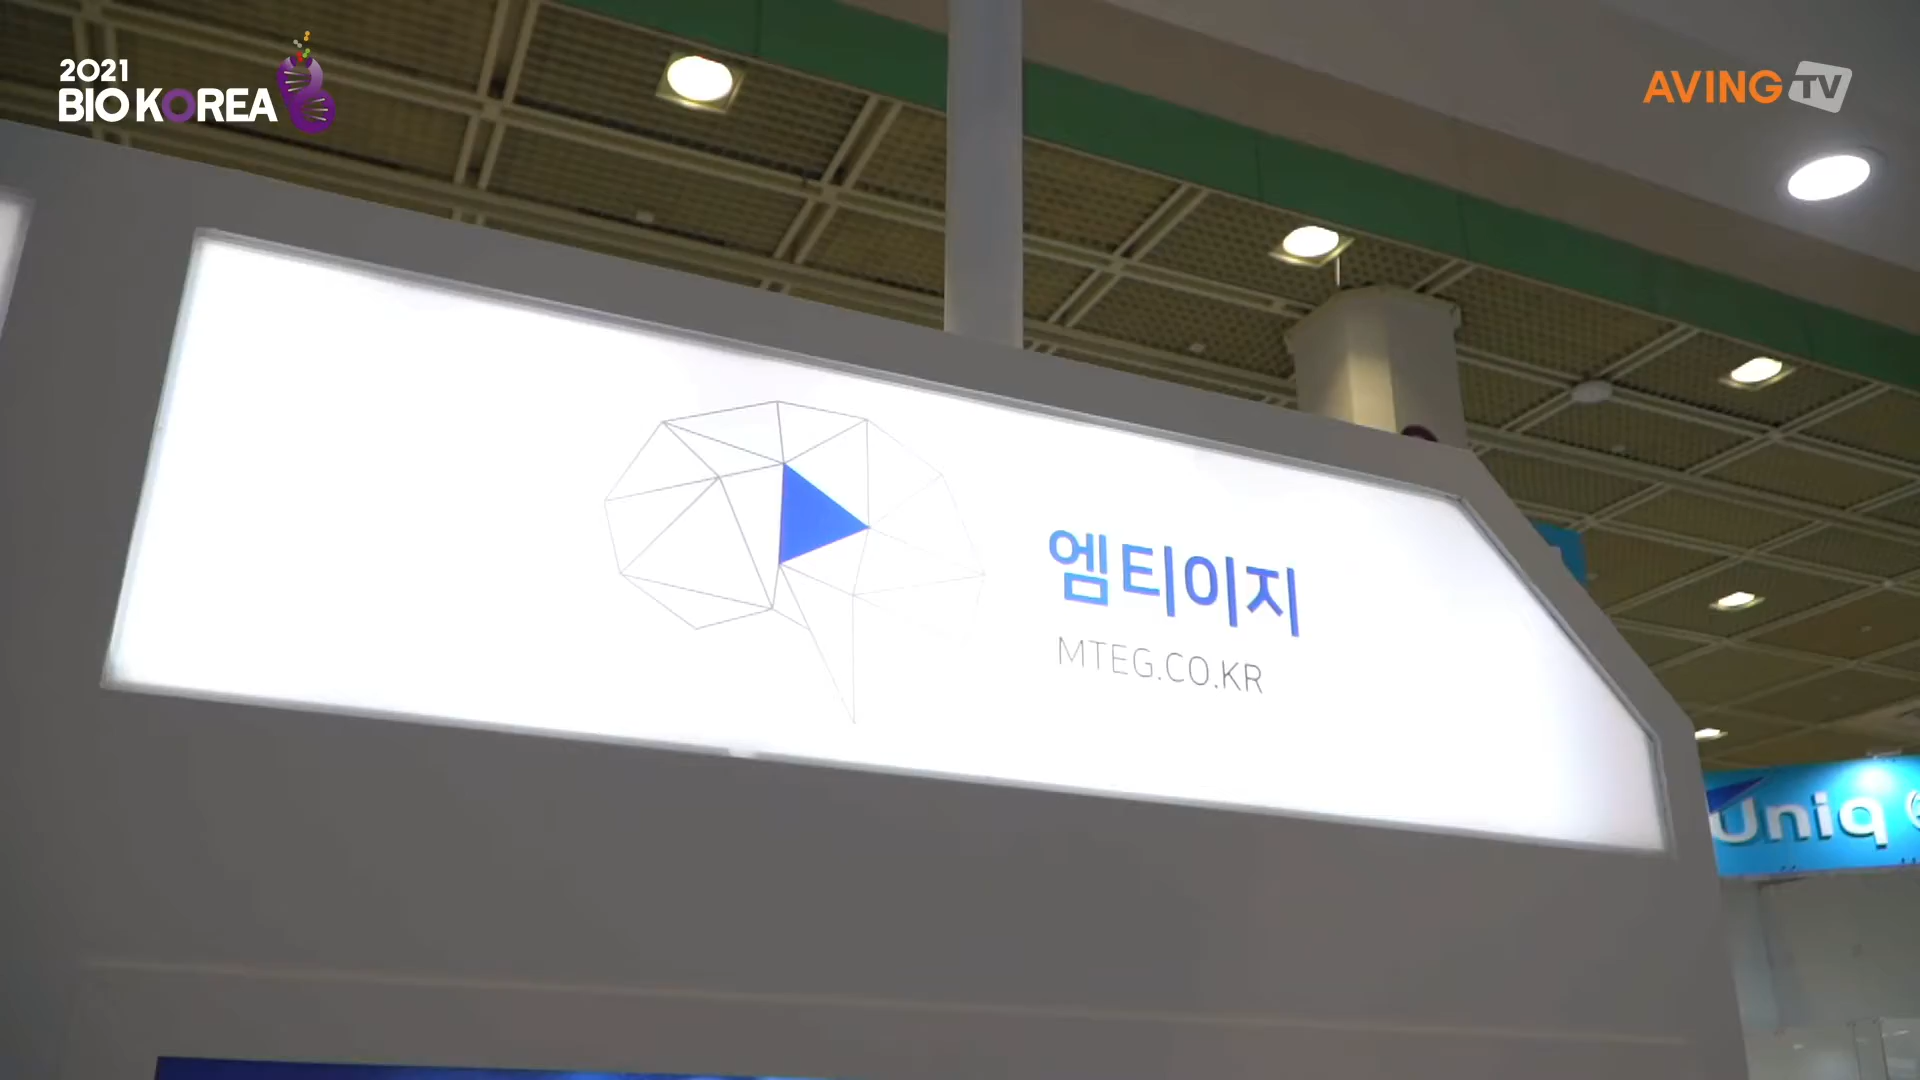 2021
BIO KOREA
AVING TV
엠티이지
MTEG.CO.KR
Uniq